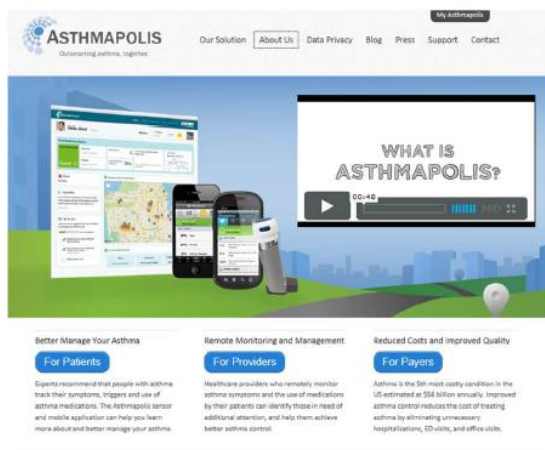 My Asthmapolis
ASTHMAPOLIS
Outsmarting asthma, together.
Our Solution About Us Data Privacy Blog Press Support Contact
WHAT IS
ASTHMAPOLIS?
00:48
HD
Better Manage Your Asthma
For Patients
Experts recommend that people with asthma
track their symptoms, triggers and use of
asthma medications. The Asthmapolis sensor
and mobile application can help you learn
more about and better manage your asthma.
Remote Monitoring and Management
For Providers
Healthcare providers who remotely monitor
asthma symptoms and the use of medications
by their patients can identify those in need of
additional attention, and help them achieve
better asthma control.
Reduced Costs and Improved Quality
For Payers
Asthma is the 5th most costly condition in the
US estimated at $56 billion annually. Improved
asthma control reduces the cost of treating
asthma by eliminating unnecessary
hospitalizations, ED visits, and office visits.